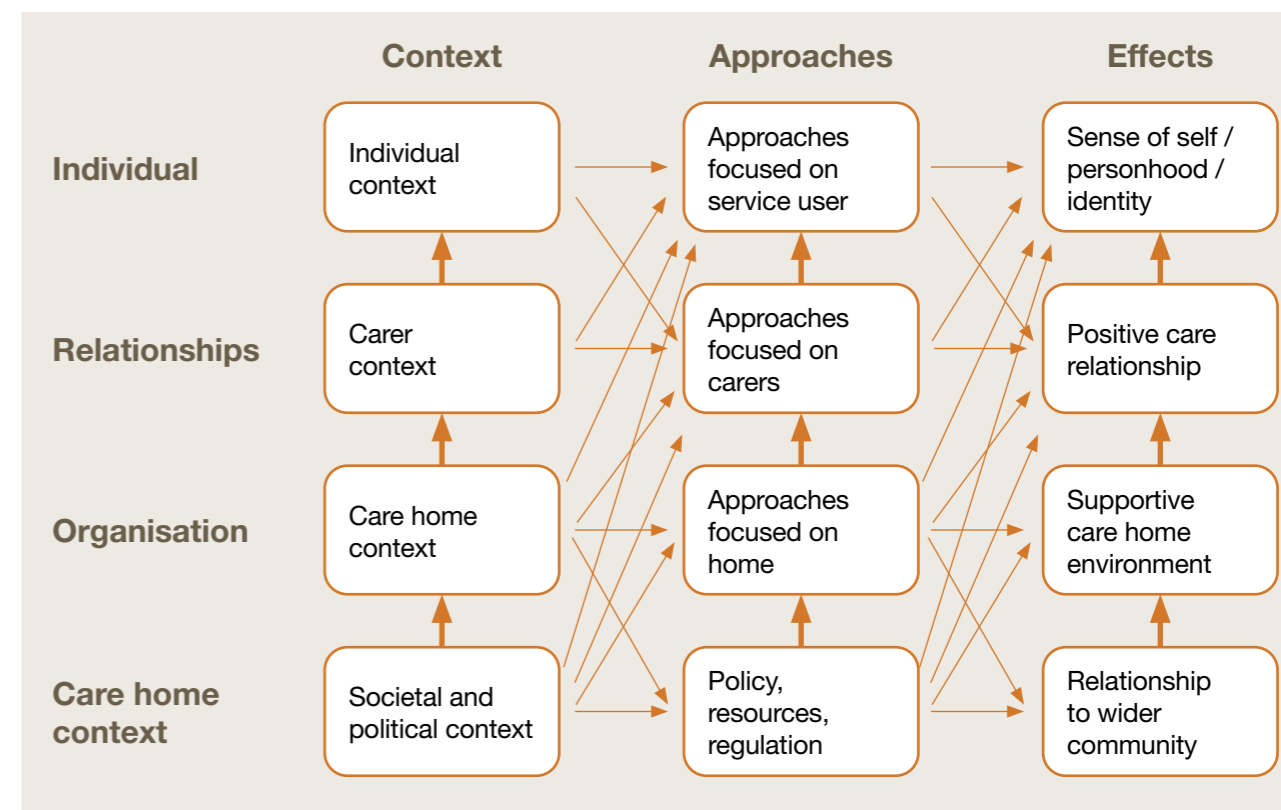 Context
Approaches
Effects
Individual
Individual
context
Approaches
focused on
service user
Sense of self /
personhood /
identity
Relationships
Carer
context
Approaches
focused on
carers
Positive care
relationship
Organisation
Care home
context
Approaches
focused on
home
Supportive
care home
environment
Care home
context
Societal and
political context
Policy,
resources,
regulation
Relationship
to wider
community